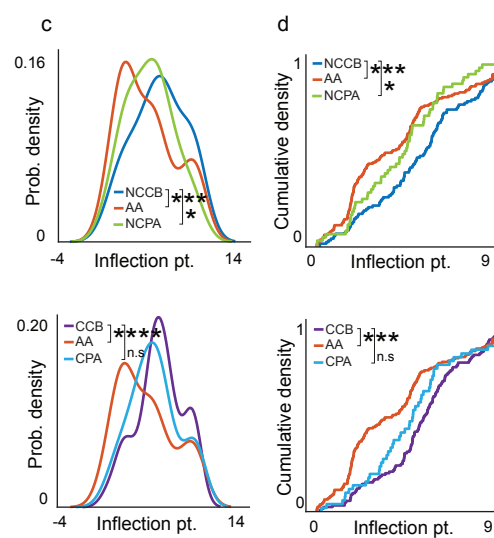 c
0.16
Prob. density
NCCB
AA
NCPA
***
*
0
-4
Inflection pt.
14
d
1
Cumulative density
NCCB
AA
NCPA
***
*
0
0
Inflection pt.
9
0.20
Prob. density
CCB
AA
CPA
****
n.s
0
-4
Inflection pt.
14
1
Cumulative density
CCB
AA
CPA
***
n.s
0
0
Inflection pt.
9